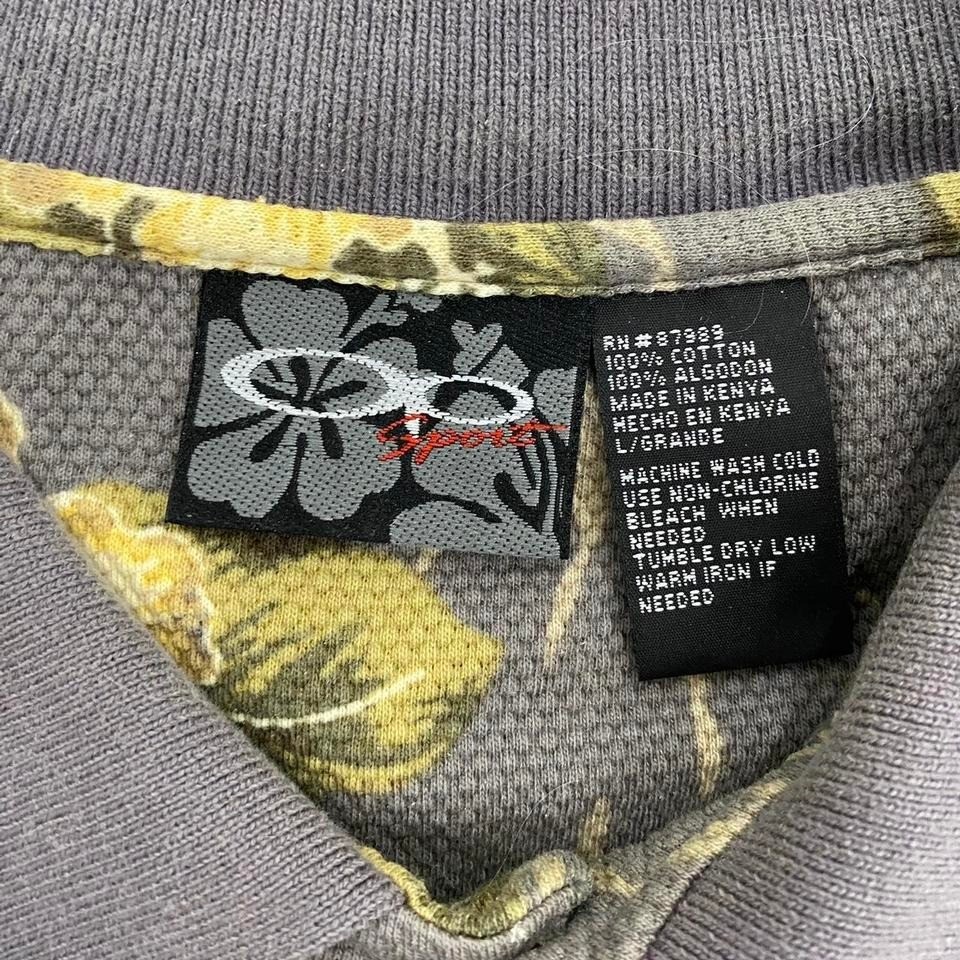 Sport
RN # 87989
100% COTTON
100% ALGODON
MADE IN KENYA
HECHO EN KENYA
L/GRANDE
MACHINE WASH COLD
USE NON-CHLORINE
BLEACH WHEN
NEEDED
TUMBLE DRY LOW
WARM IRON IF
NEEDED